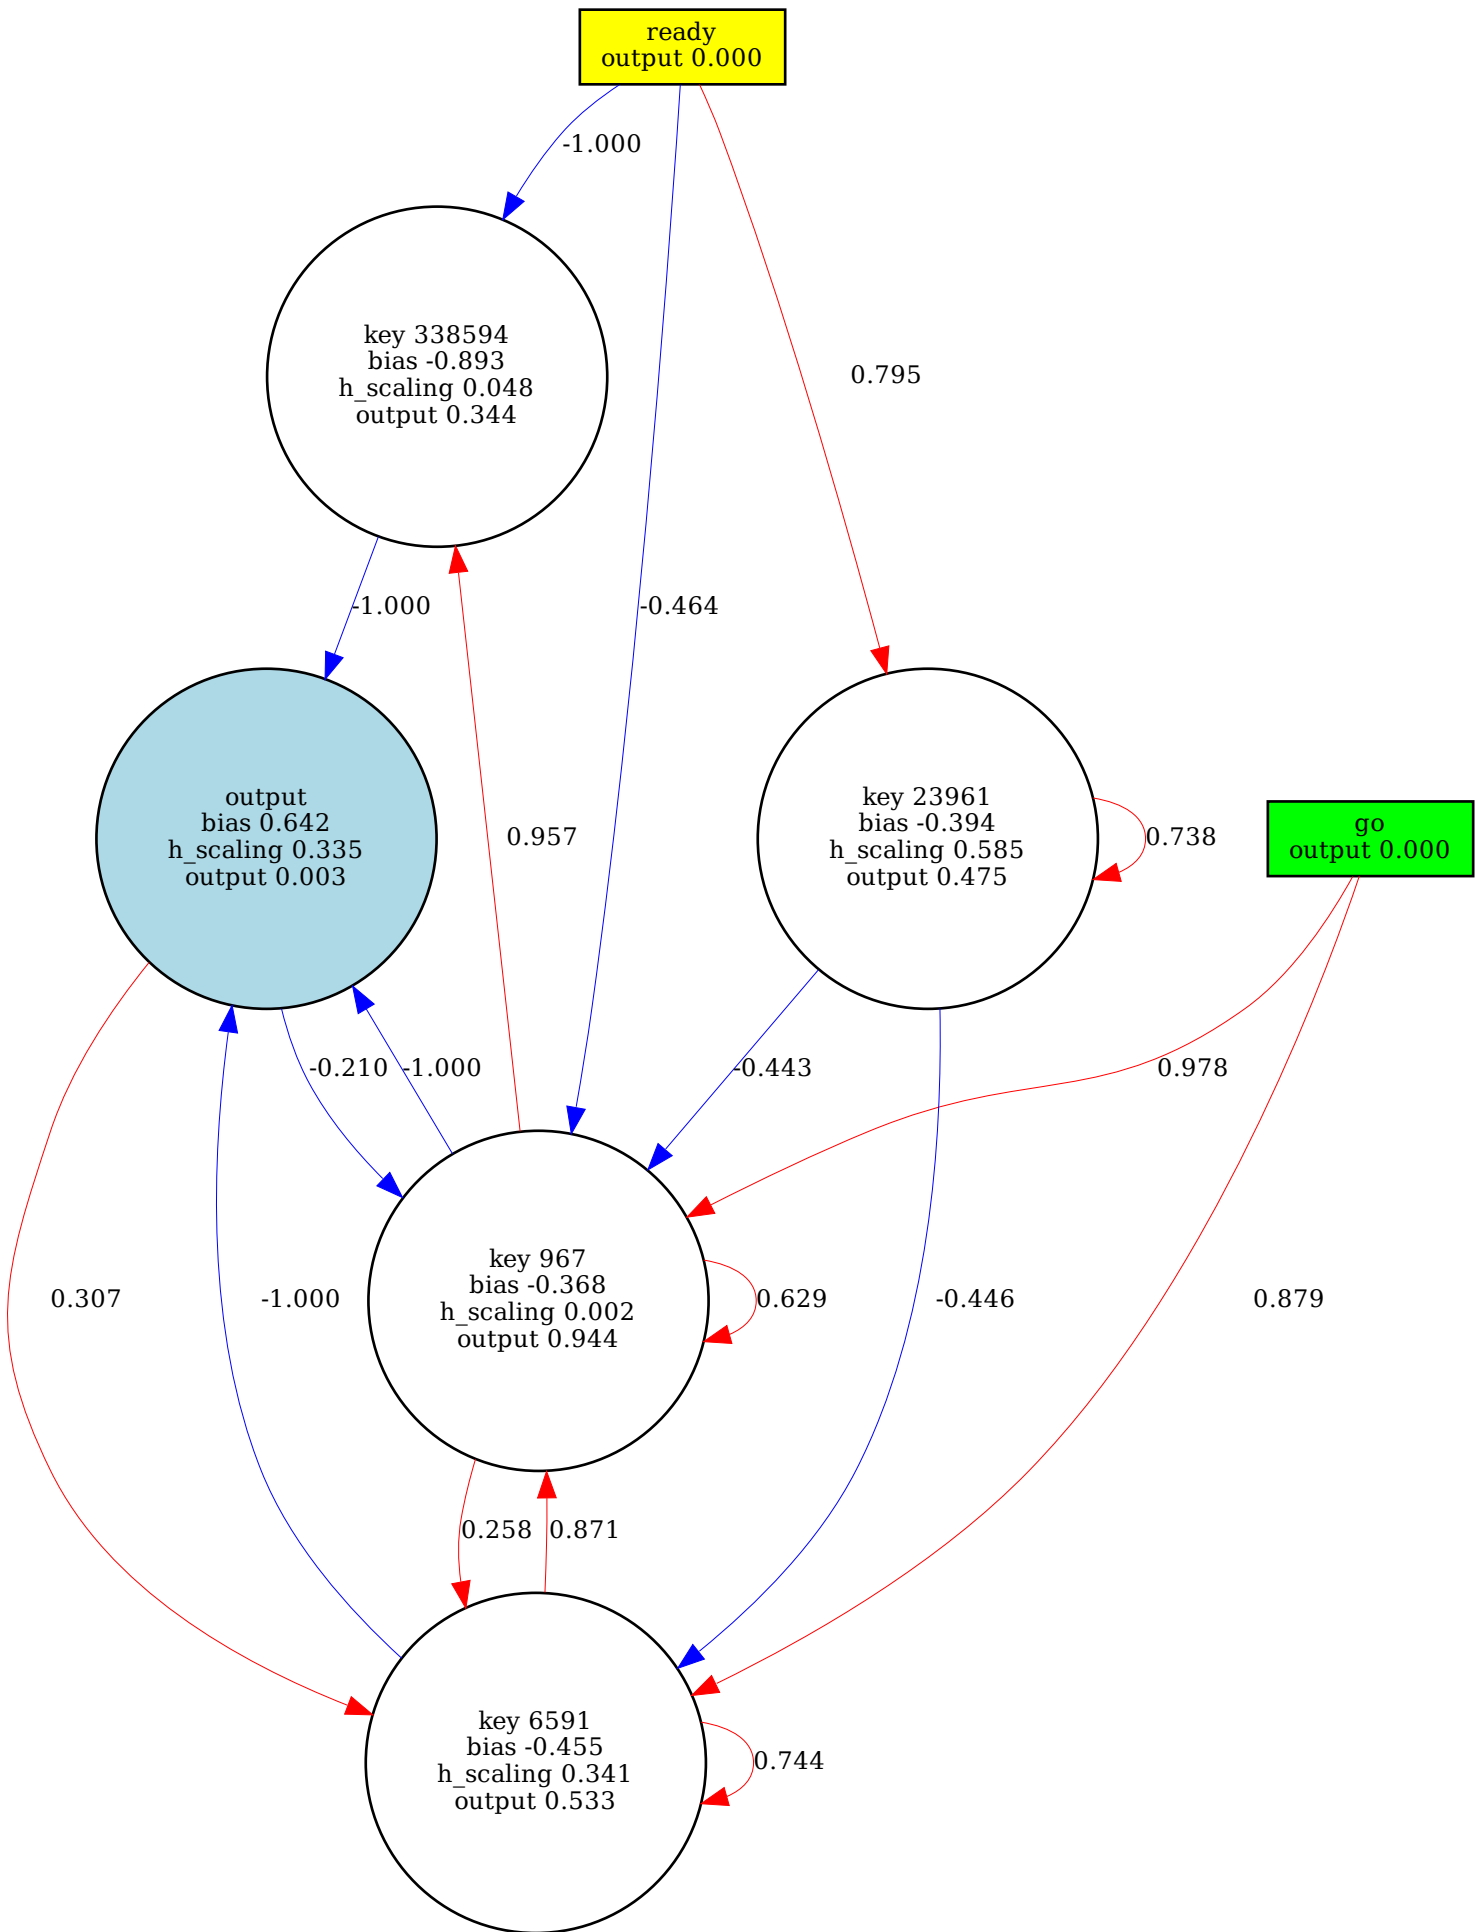 ready
output 0.000
-1.000
key 338594
bias -0.893
h_scaling 0.048
output 0.344
0.795
-1.000
-0.464
output
bias 0.642
h_scaling 0.335
output 0.003
0.957
key 23961
bias -0.394
h_scaling 0.585
output 0.475
0.738
go
output 0.000
-0.210
-1.000
-0.443
0.978
key 967
bias -0.368
h_scaling 0.002
output 0.944
0.307
-1.000
0.629
-0.446
0.879
0.258
0.871
key 6591
bias -0.455
h_scaling 0.341
output 0.533
0.744